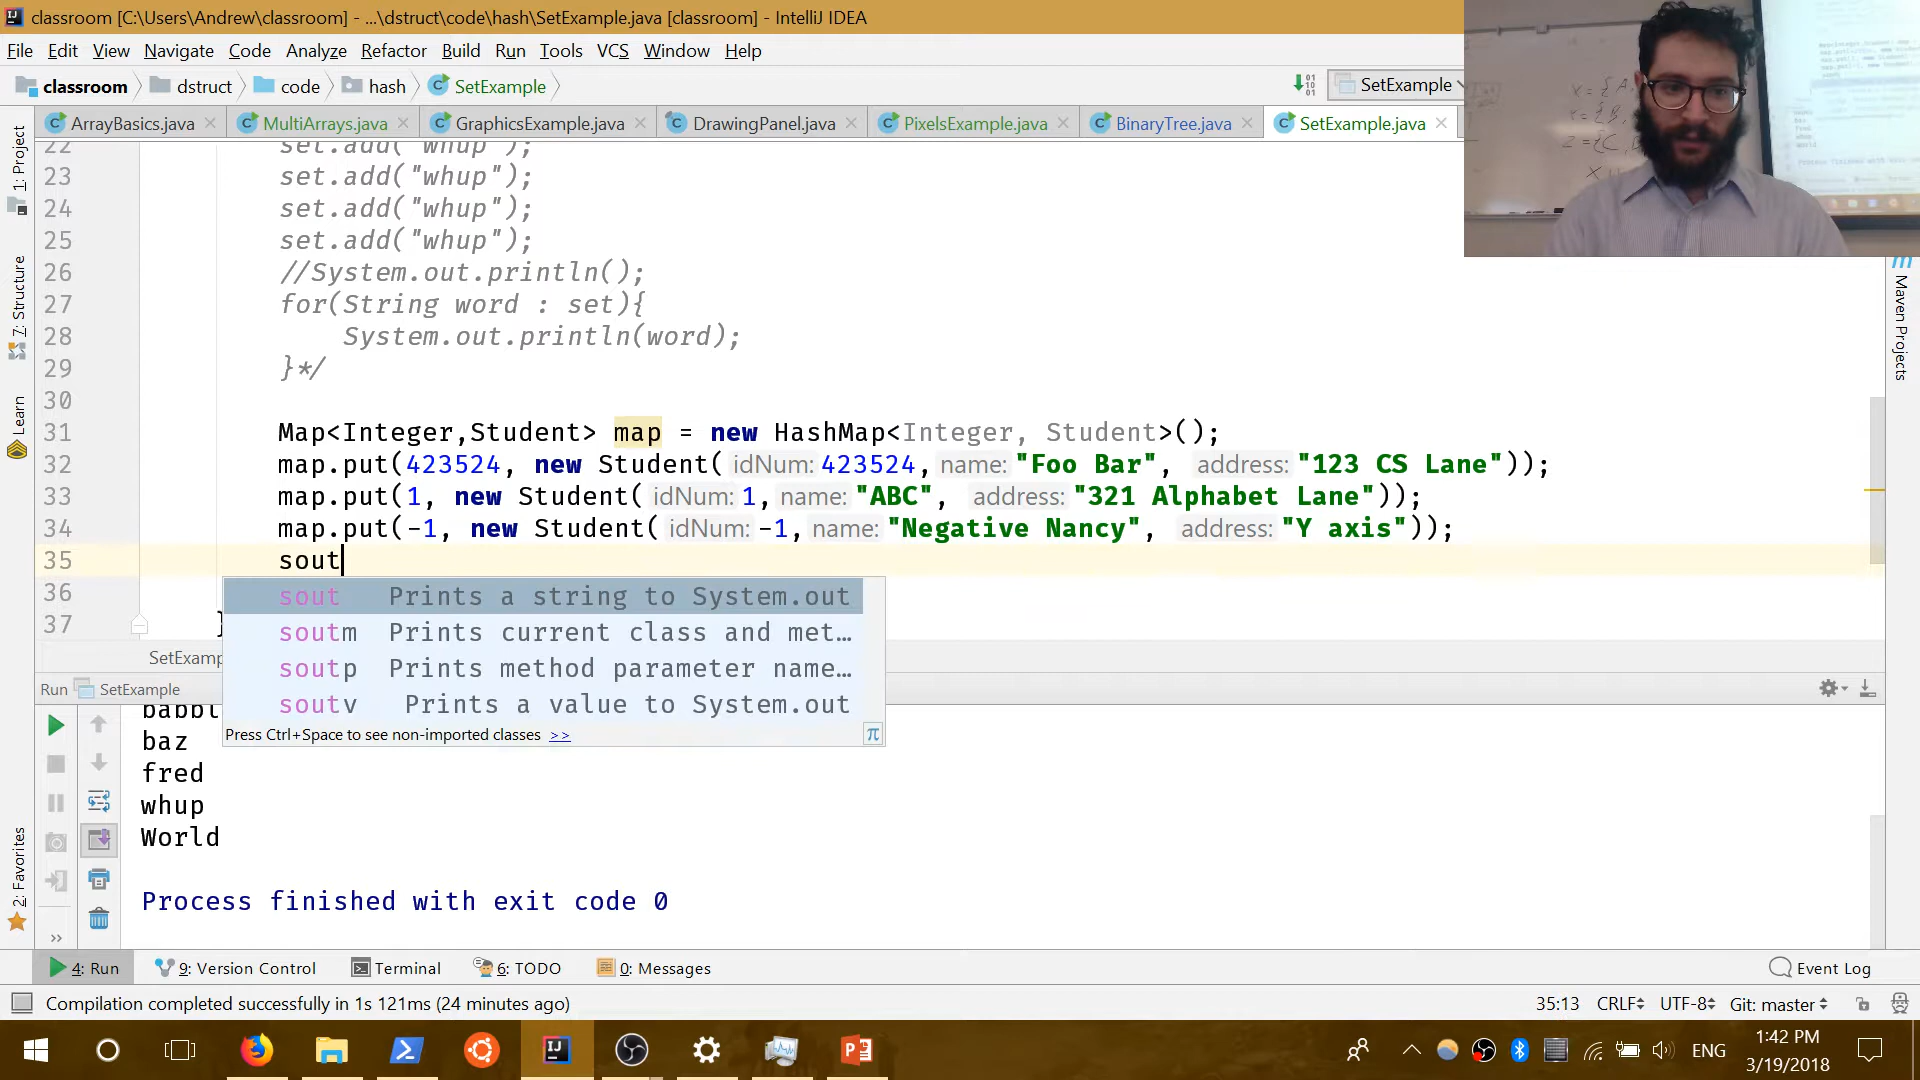 classroom [C:\Users\Andrew\classroom] - ...\dstruct\code\hash\SetExample.java [classroom] - IntelliJ IDEA
File Edit View Navigate Code Analyze Refactor Build Run Tools VCS Window Help
classroom dstruct code hash SetExample SetExample
ArrayBasics.java MultiArrays.java GraphicsExample.java DrawingPanel.java PixelsExample.java BinaryTree.java SetExample.java
22 set.add("whup");
23 set.add("whup");
24 set.add("whup");
25 set.add("whup");
26 //System.out.println();
27 for(String word : set){
28 System.out.println(word);
29 }*/
30
31 Map<Integer,Student> map = new HashMap<Integer, Student>();
32 map.put(423524, new Student( idNum: 423524, name: "Foo Bar", address: "123 CS Lane"));
33 map.put(1, new Student( idNum: 1, name: "ABC", address: "321 Alphabet Lane"));
34 map.put(-1, new Student( idNum: -1, name: "Negative Nancy", address: "Y axis"));
35 sout
36
37 }
sout Prints a string to System.out
soutm Prints current class and met...
soutp Prints method parameter name...
soutv Prints a value to System.out
Press Ctrl+Space to see non-imported classes >> π
SetExamp
Run SetExample
babbl
baz
fred
whup
World
Process finished with exit code 0
1: Project
7: Structure
Learn
2: Favorites
Maven Projects
4: Run 9: Version Control Terminal 6: TODO 0: Messages Event Log
Compilation completed successfully in 1s 121ms (24 minutes ago) 35:13 CRLF UTF-8 Git: master
ENG 1:42 PM
3/19/2018